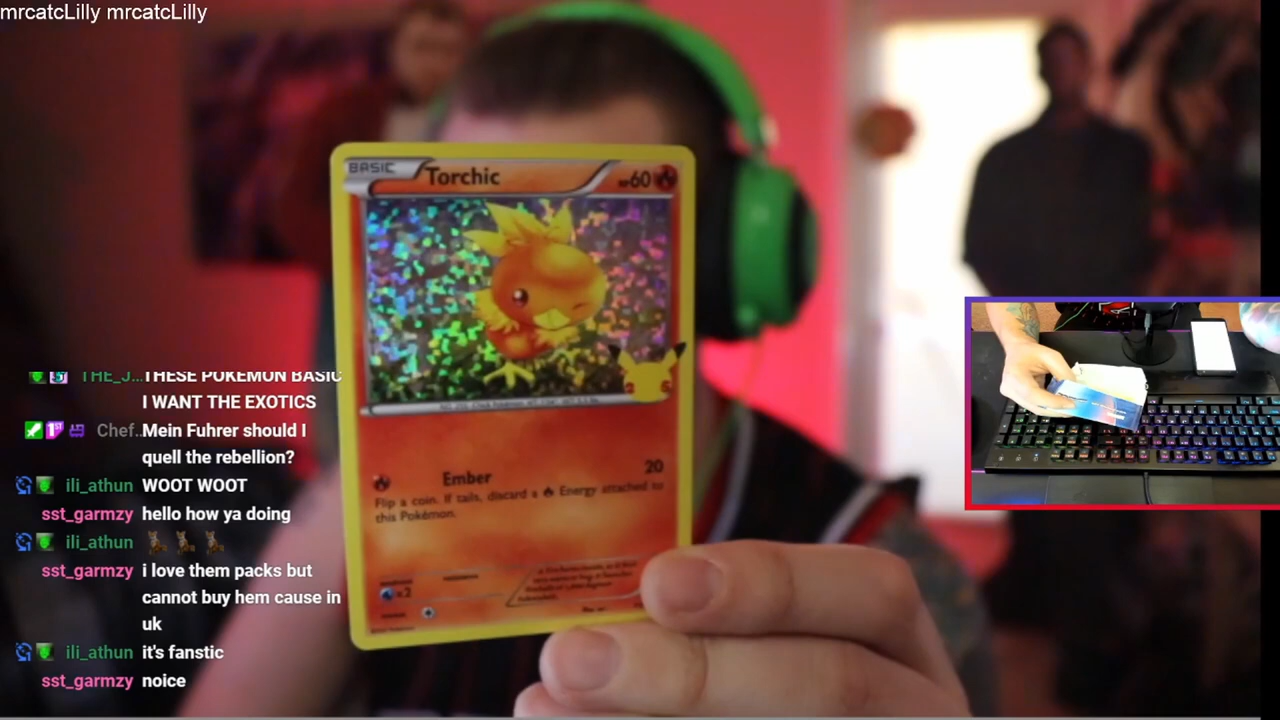 mrcatcLilly mrcatcLilly
BASIC Torchic HP60
THE_J...THESE POKEMON BASIC
I WANT THE EXOTICS
Chef...Mein Fuhrer should I
quell the rebellion?
ili_athun WOOT WOOT
sst_garmzy hello how ya doing
ili_athun
sst_garmzy i love them packs but
cannot buy hem cause in
uk
ili_athun it's fanstic
sst_garmzy noice
Ember 20
Flip a coin. If tails, discard a Energy attached to
this Pokémon.
×2